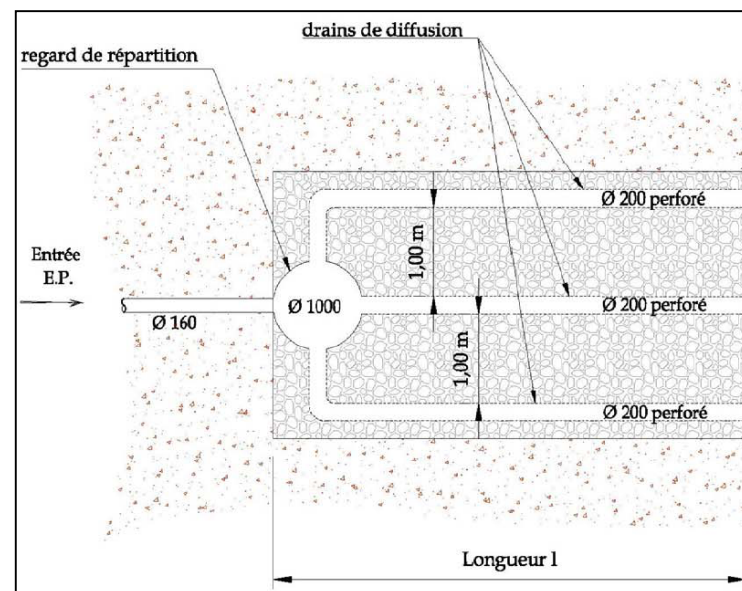 drains de diffusion
regard de répartition
Ø 200 perforé
Entrée
E.P.
1,00 m
Ø 1000
Ø 200 perforé
Ø 160
1,00 m
Ø 200 perforé
Longueur l